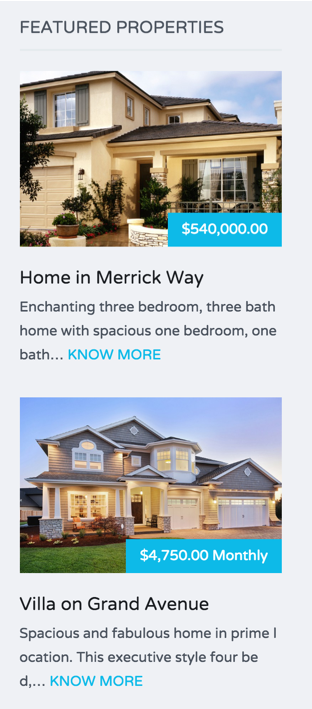 FEATURED PROPERTIES
$540,000.00
Home in Merrick Way
Enchanting three bedroom, three bath
home with spacious one bedroom, one
bath... KNOW MORE
$4,750.00 Monthly
Villa on Grand Avenue
Spacious and fabulous home in prime l
ocation. This executive style four be
d,... KNOW MORE